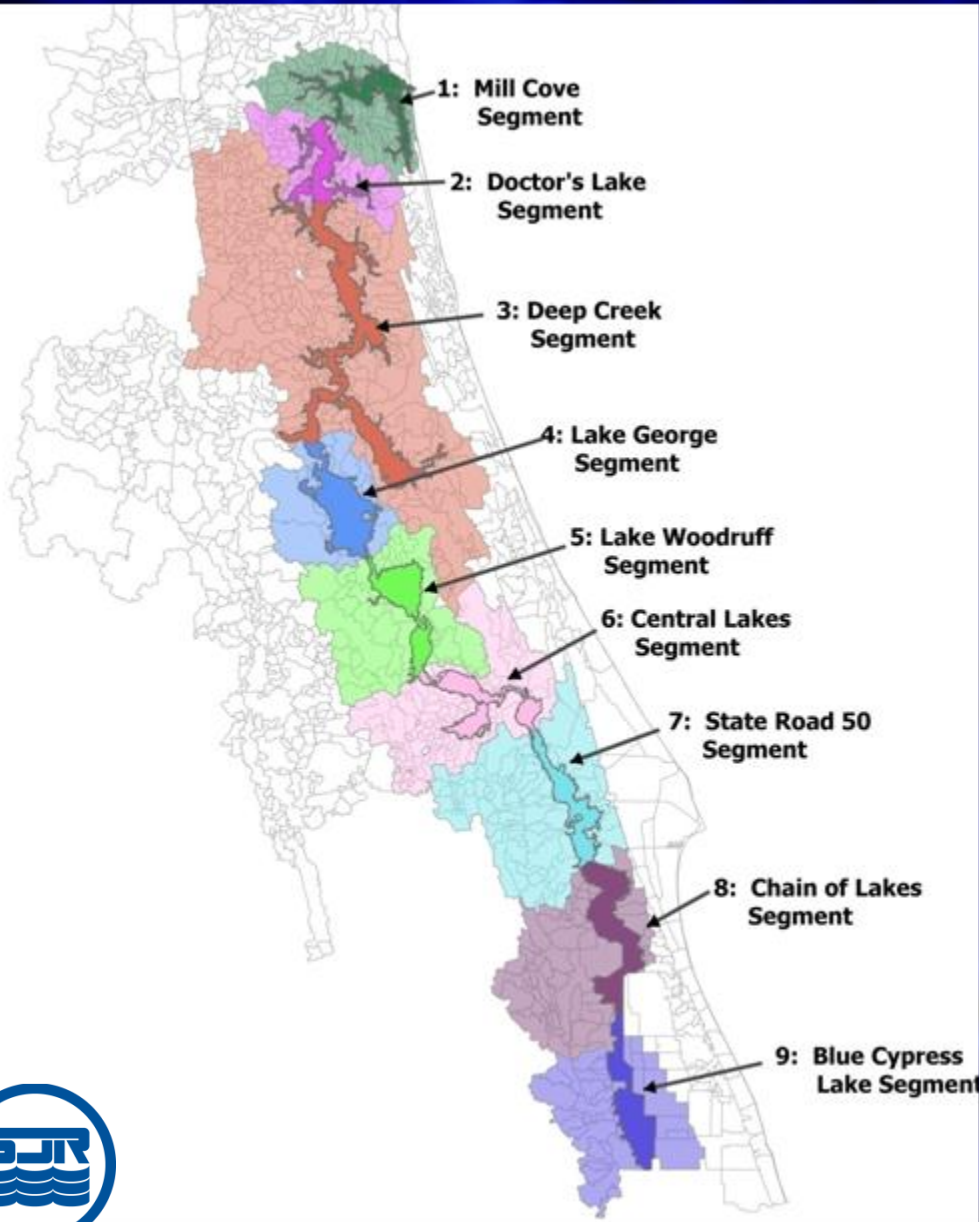 1: Mill Cove
Segment
2: Doctor's Lake
Segment
3: Deep Creek
Segment
4: Lake George
Segment
5: Lake Woodruff
Segment
6: Central Lakes
Segment
7: State Road 50
Segment
8: Chain of Lakes
Segment
9: Blue Cypress
Lake Segment
SJR